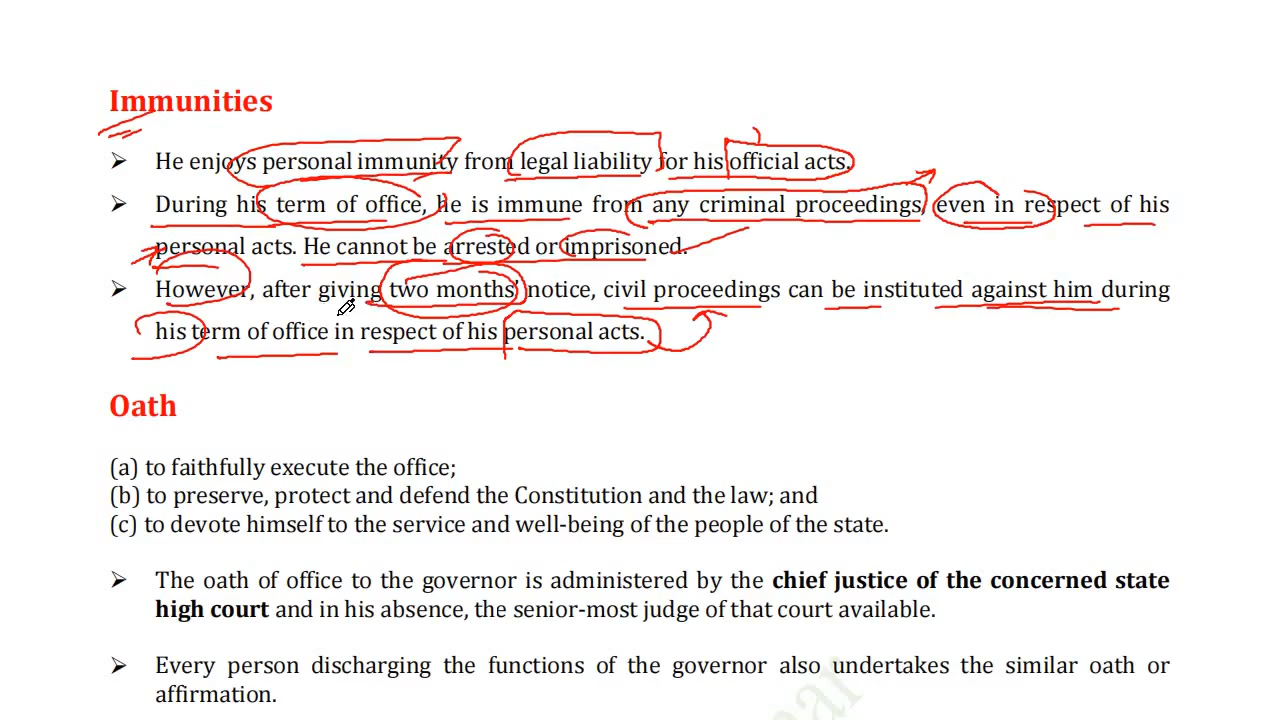 Immunities
➢ He enjoys personal immunity from legal liability for his official acts.
➢ During his term of office, he is immune from any criminal proceedings, even in respect of his
personal acts. He cannot be arrested or imprisoned.
➢ However, after giving two months' notice, civil proceedings can be instituted against him during
his term of office in respect of his personal acts.
Oath
(a) to faithfully execute the office;
(b) to preserve, protect and defend the Constitution and the law; and
(c) to devote himself to the service and well-being of the people of the state.
➢ The oath of office to the governor is administered by the chief justice of the concerned state
high court and in his absence, the senior-most judge of that court available.
➢ Every person discharging the functions of the governor also undertakes the similar oath or
affirmation.